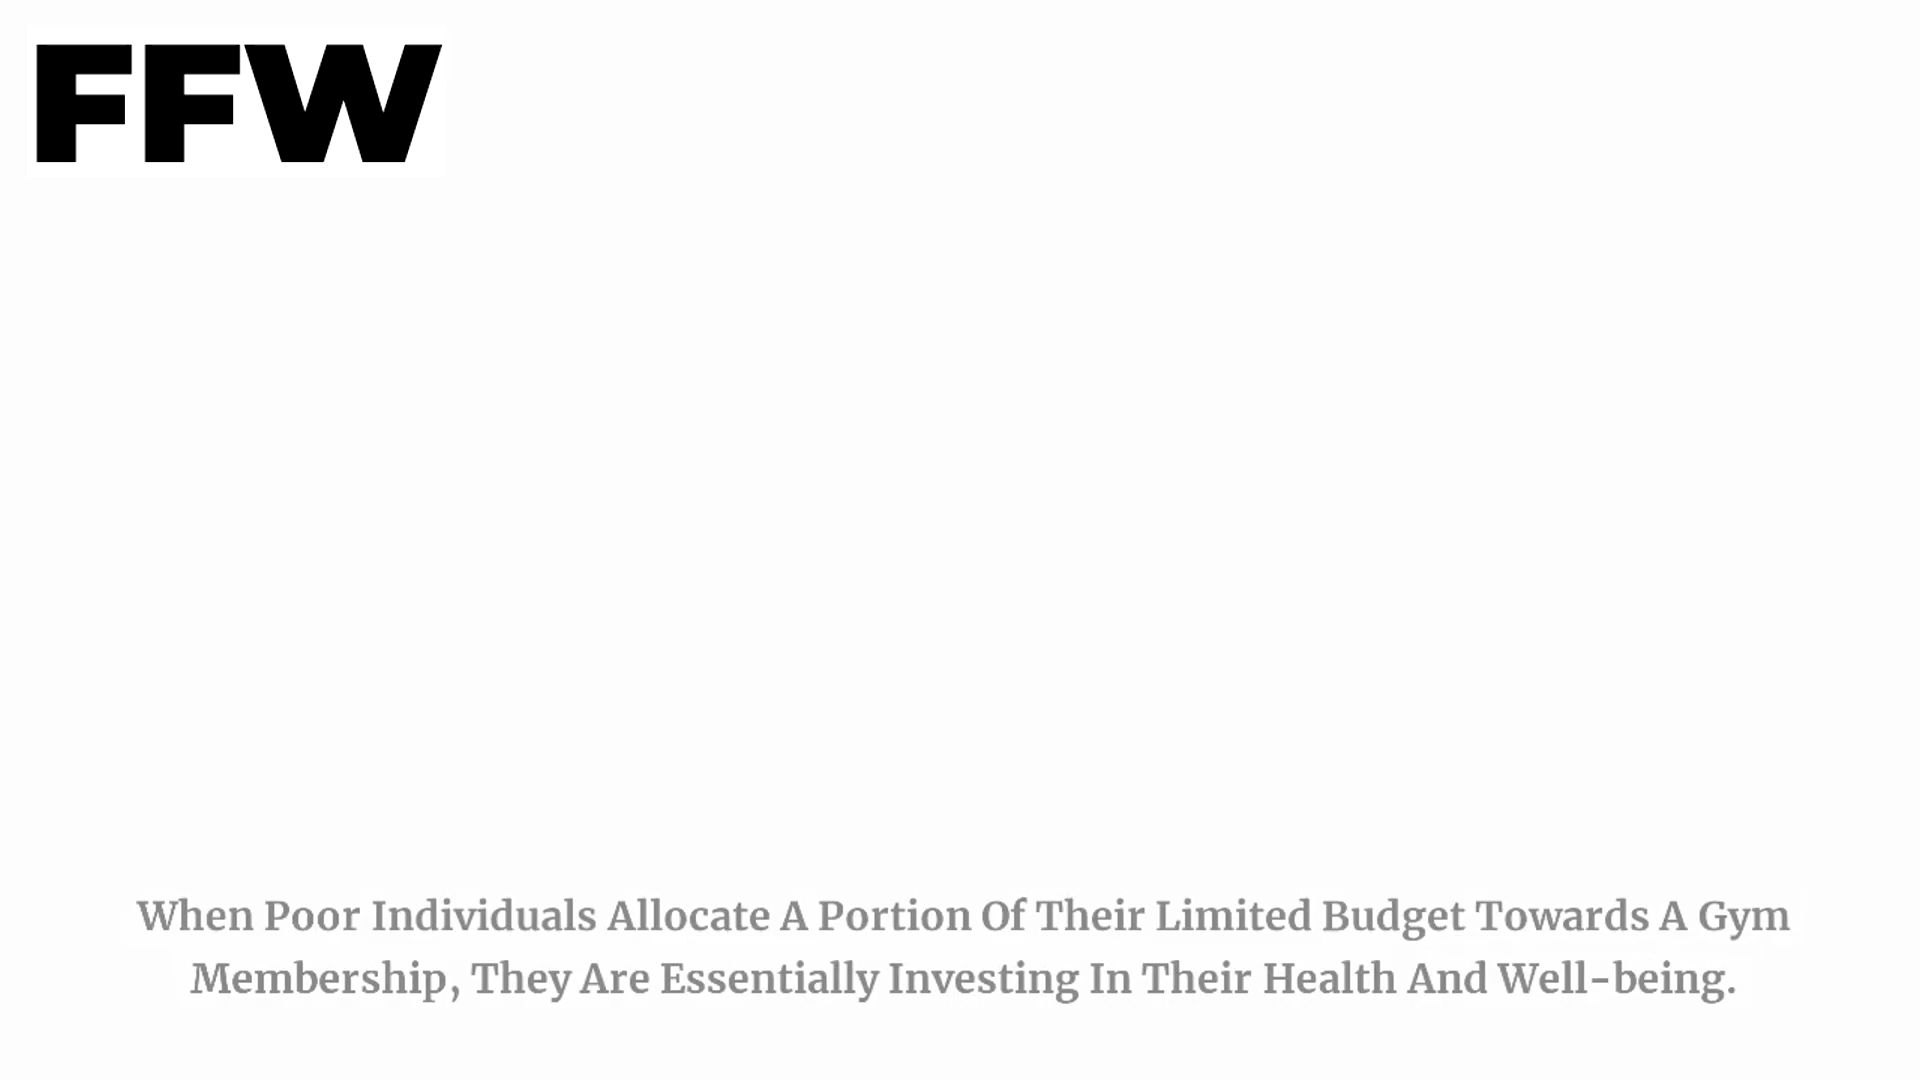 FFW
When Poor Individuals Allocate A Portion Of Their Limited Budget Towards A Gym
Membership, They Are Essentially Investing In Their Health And Well-being.